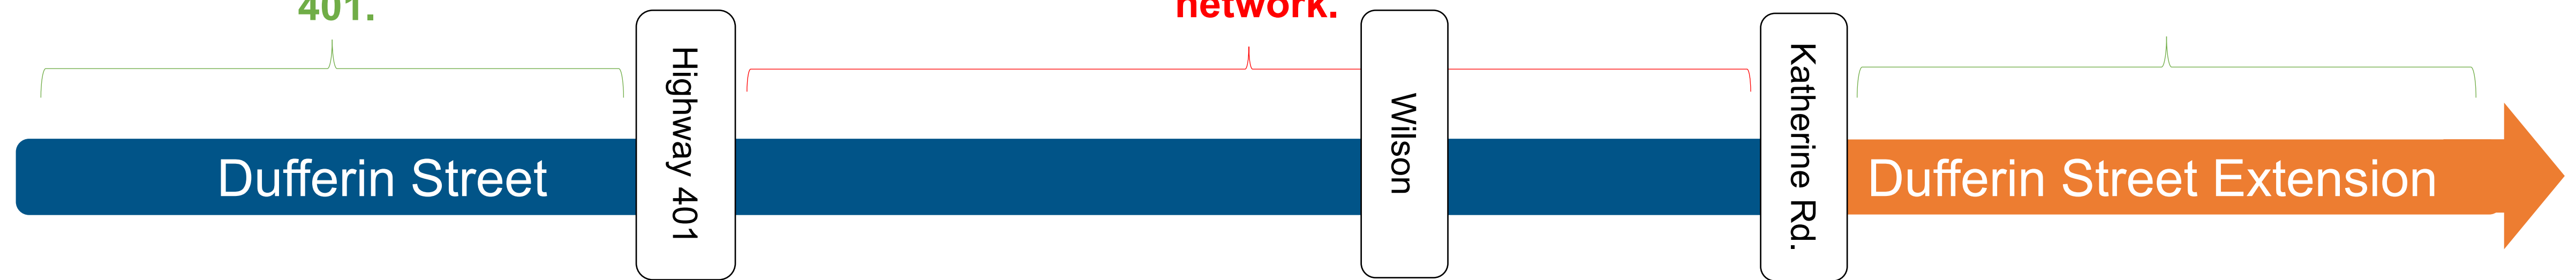 401.
network.
Highway 401
Wilson
Katherine Rd.
Dufferin Street
Dufferin Street Extension